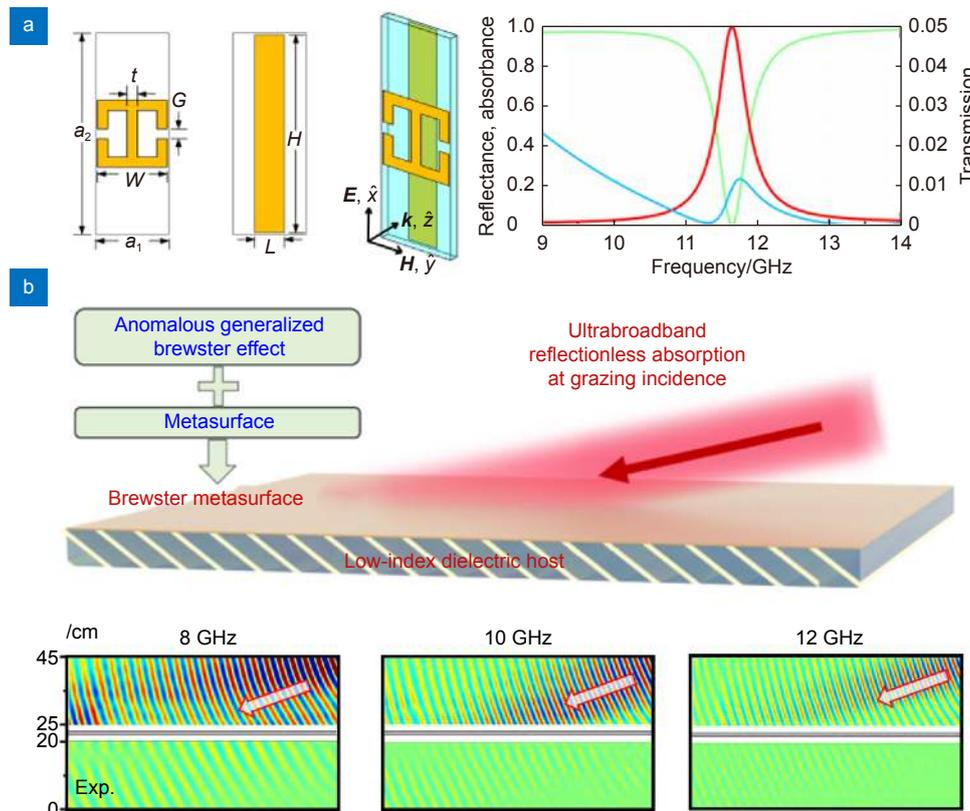 a
t
G
a2
W
a1
H
L
E, x̂
k, ẑ
H, ŷ
Reflectance, absorbance
1.0
0.8
0.6
0.4
0.2
0
0.05
0.04
0.03
0.02
0.01
0
Transmission
9 10 11 12 13 14
Frequency/GHz
b
Anomalous generalized
brewster effect
Metasurface
Brewster metasurface
Ultrabroadband
reflectionless absorption
at grazing incidence
Low-index dielectric host
/cm
8 GHz
10 GHz
12 GHz
45
25
20
0
Exp.